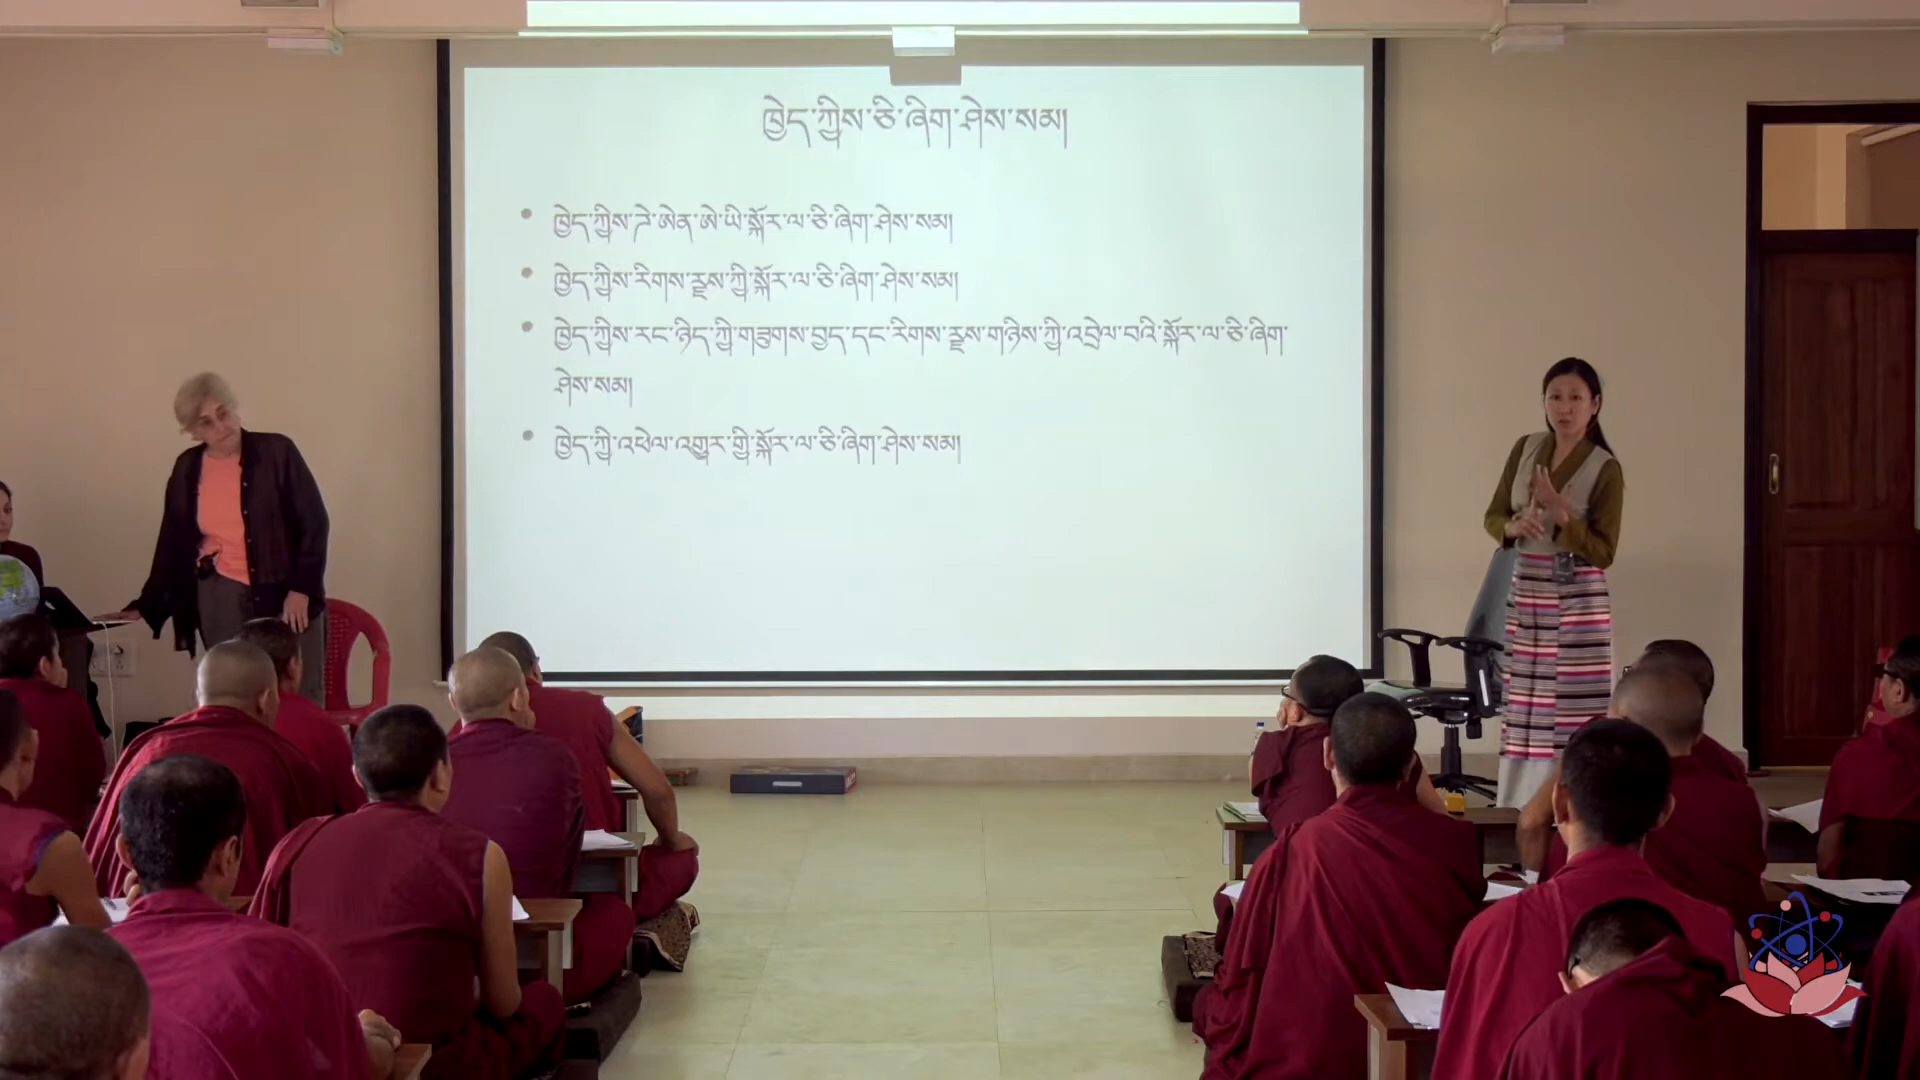 ཁྱེད་ཀྱིས་ཅི་ཞིག་ཤེས་སམ།
• ཁྱེད་ཀྱིས་ཌེ་ཨེན་ཨེ་ཡི་སྐོར་ལ་ཅི་ཞིག་ཤེས་སམ།
• ཁྱེད་ཀྱིས་རིགས་རྫས་ཀྱི་སྐོར་ལ་ཅི་ཞིག་ཤེས་སམ།
• ཁྱེད་ཀྱིས་རང་ཉིད་ཀྱི་གཟུགས་བྱད་དང་རིགས་རྫས་གཉིས་ཀྱི་འབྲེལ་བའི་སྐོར་ལ་ཅི་ཞིག་
ཤེས་སམ།
• ཁྱེད་ཀྱི་འཕེལ་འགྱུར་གྱི་སྐོར་ལ་ཅི་ཞིག་ཤེས་སམ།